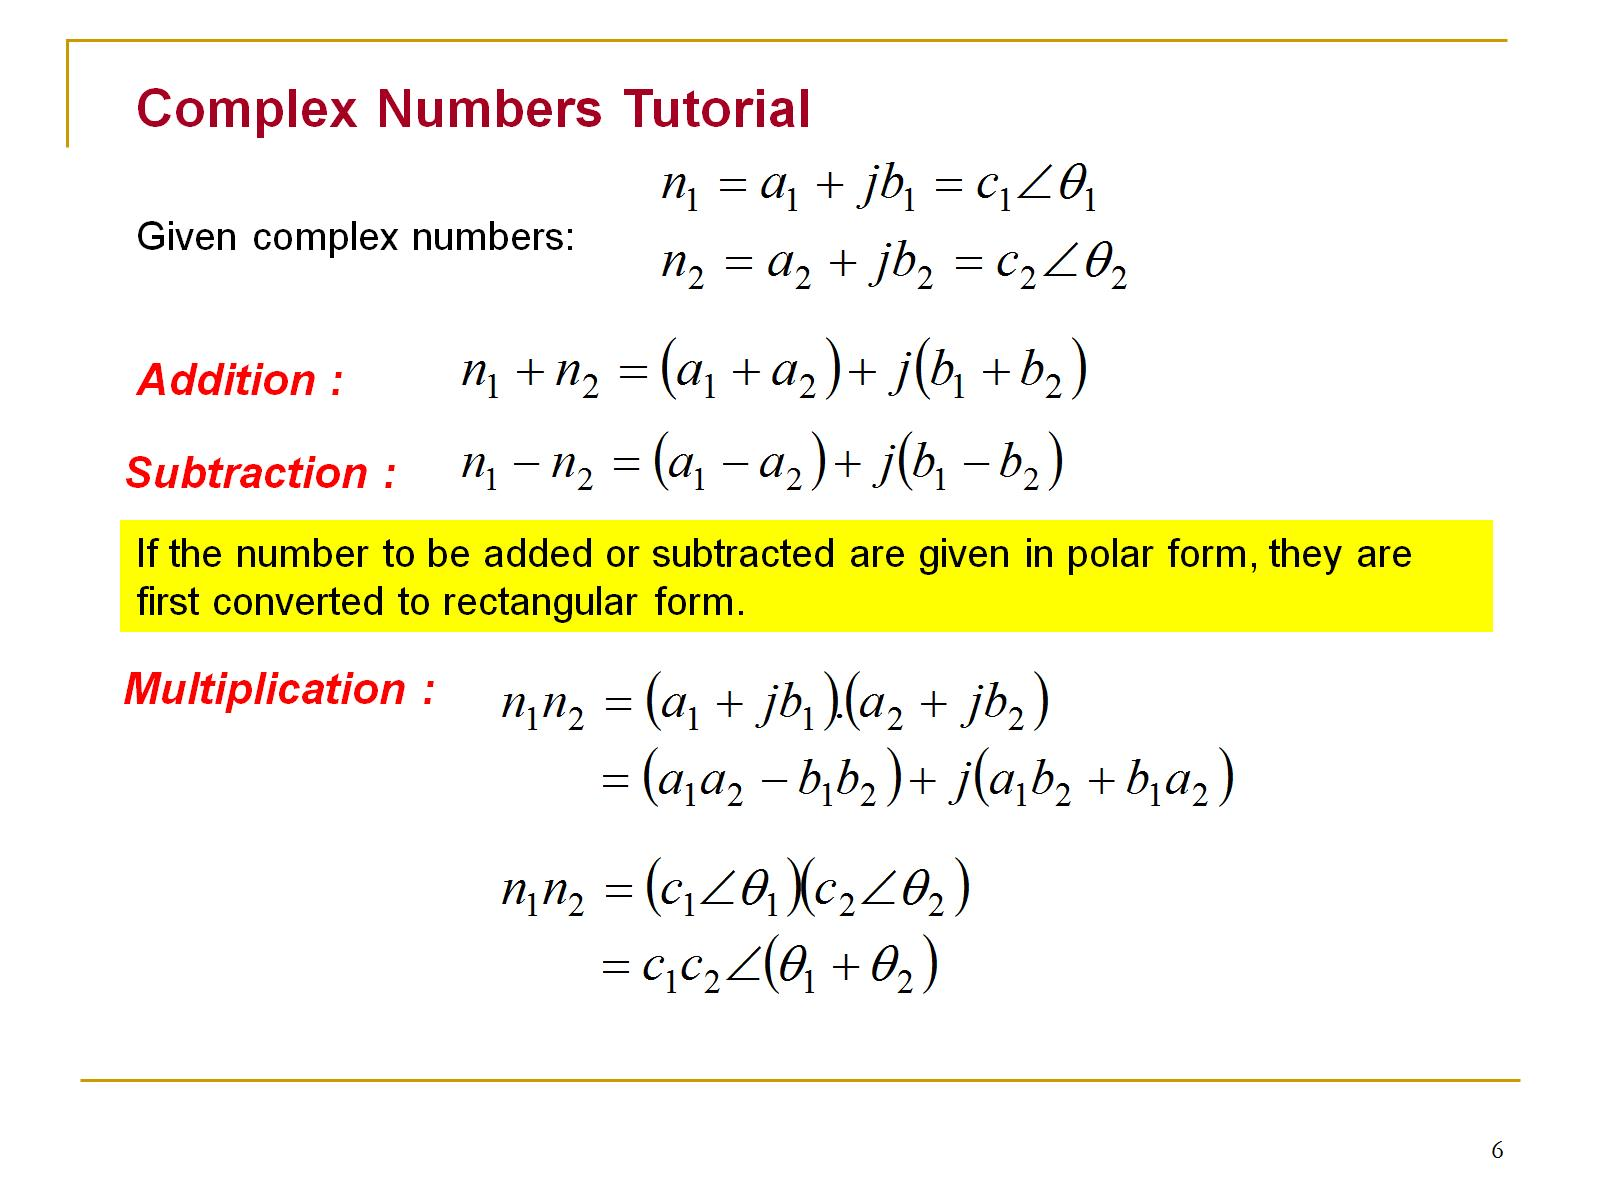 Complex Numbers Tutorial
n₁ = a₁ + jb₁ = c₁∠θ₁
Given complex numbers:
n₂ = a₂ + jb₂ = c₂∠θ₂
Addition : n₁ + n₂ = (a₁ + a₂) + j(b₁ + b₂)
Subtraction : n₁ − n₂ = (a₁ − a₂) + j(b₁ − b₂)
If the number to be added or subtracted are given in polar form, they are
first converted to rectangular form.
Multiplication : n₁n₂ = (a₁ + jb₁).(a₂ + jb₂)
= (a₁a₂ − b₁b₂) + j(a₁b₂ + b₁a₂)
n₁n₂ = (c₁∠θ₁)(c₂∠θ₂)
= c₁c₂∠(θ₁ + θ₂)
6